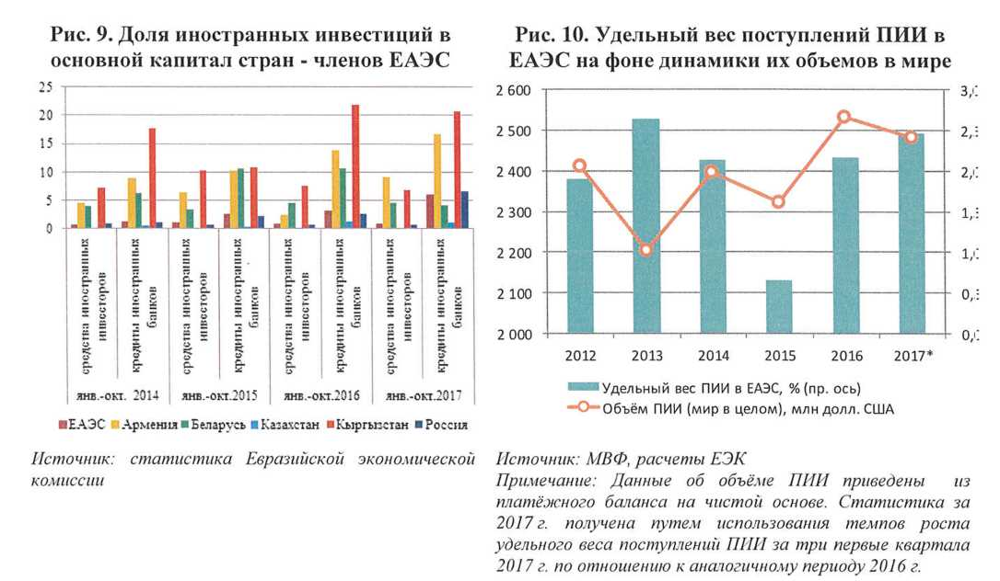 Рис. 9. Доля иностранных инвестиций в
основной капитал стран - членов ЕАЭС
25
20
15
10
5
0
средства иностранных
инвесторов
кредиты иностранных
банков
средства иностранных
инвесторов
кредиты иностранных
банков
средства иностранных
инвесторов
кредиты иностранных
банков
средства иностранных
инвесторов
кредиты иностранных
банков
янв.-окт. 2014
янв.-окт.2015
янв.-окт.2016
янв.-окт.2017
ЕАЭС Армения Беларусь Казахстан Кыргызстан Россия
Источник: статистика Евразийской экономической
комиссии
Рис. 10. Удельный вес поступлений ПИИ в
ЕАЭС на фоне динамики их объемов в мире
2 600
2 500
2 400
2 300
2 200
2 100
2 000
3,
2,
2,
1,
1,
0,
0,
2012 2013 2014 2015 2016 2017*
Удельный вес ПИИ в ЕАЭС, % (пр. ось)
Объём ПИИ (мир в целом), млн долл. США
Источник: МВФ, расчеты ЕЭК
Примечание: Данные об объёме ПИИ приведены из
платёжного баланса на чистой основе. Статистика за
2017 г. получена путем использования темпов роста
удельного веса поступлений ПИИ за три первые квартала
2017 г. по отношению к аналогичному периоду 2016 г.